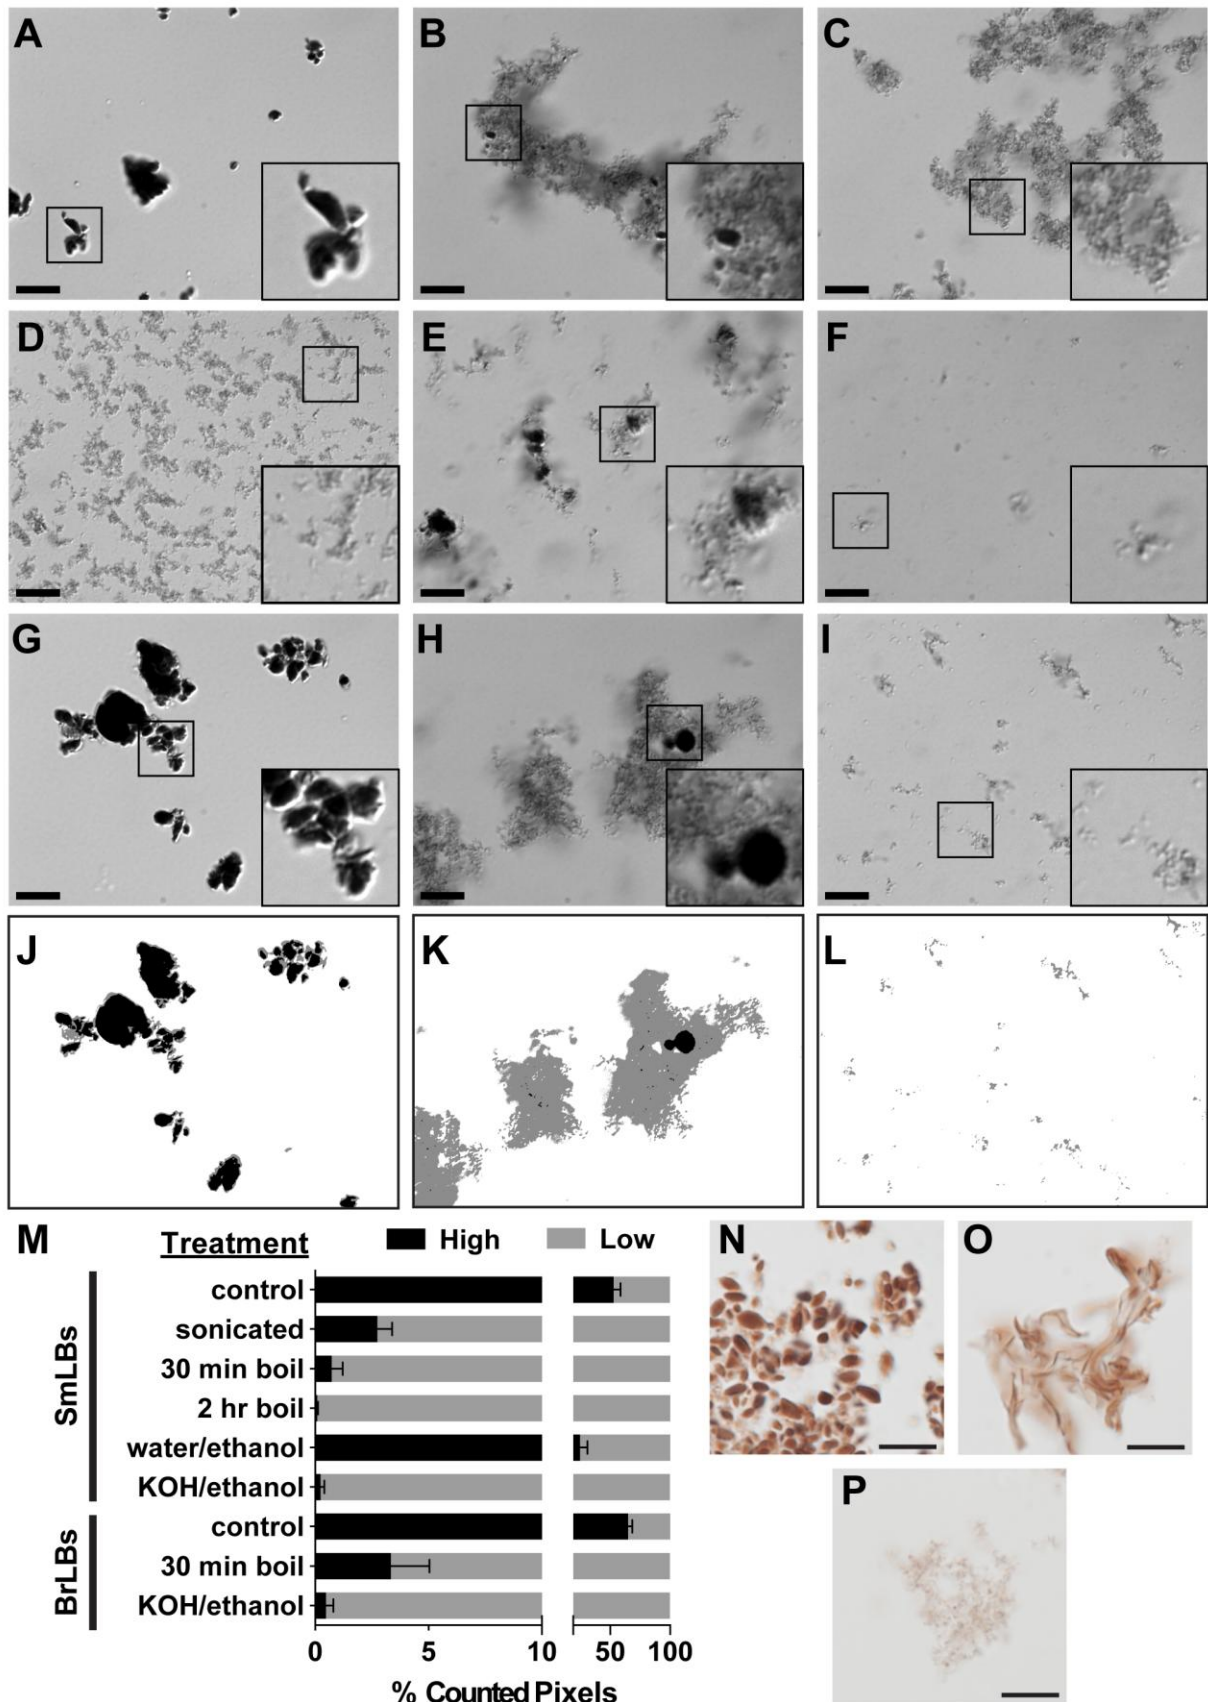 A B C
D E F
G H I
J K L
M Treatment High Low N O
control
sonicated
30 min boil
2 hr boil
water/ethanol
KOH/ethanol
SmLBs
control
30 min boil
KOH/ethanol
BrLBs
P
0 5 10 50 100
% Counted Pixels